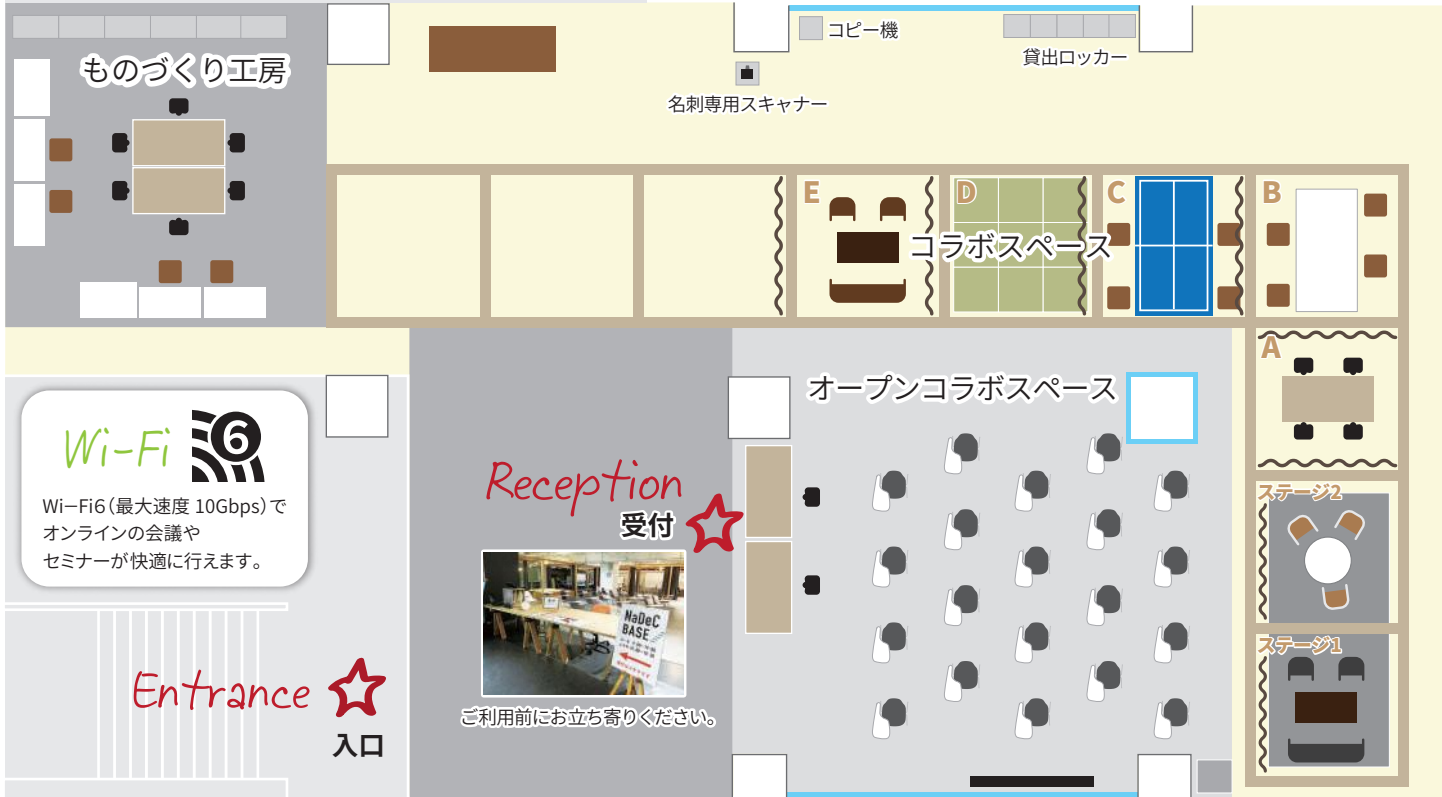 コピー機
貸出ロッカー
ものづくり工房
名刺専用スキャナー
E
D
C
B
コラボスペース
A
オープンコラボスペース
Wi-Fi 6
Wi−Fi6（最大速度 10Gbps）で
オンラインの会議や
セミナーが快適に行えます。
Reception
受付
ステージ2
NaDeC
BASE
ステージ1
Entrance
入口
ご利用前にお立ち寄りください。